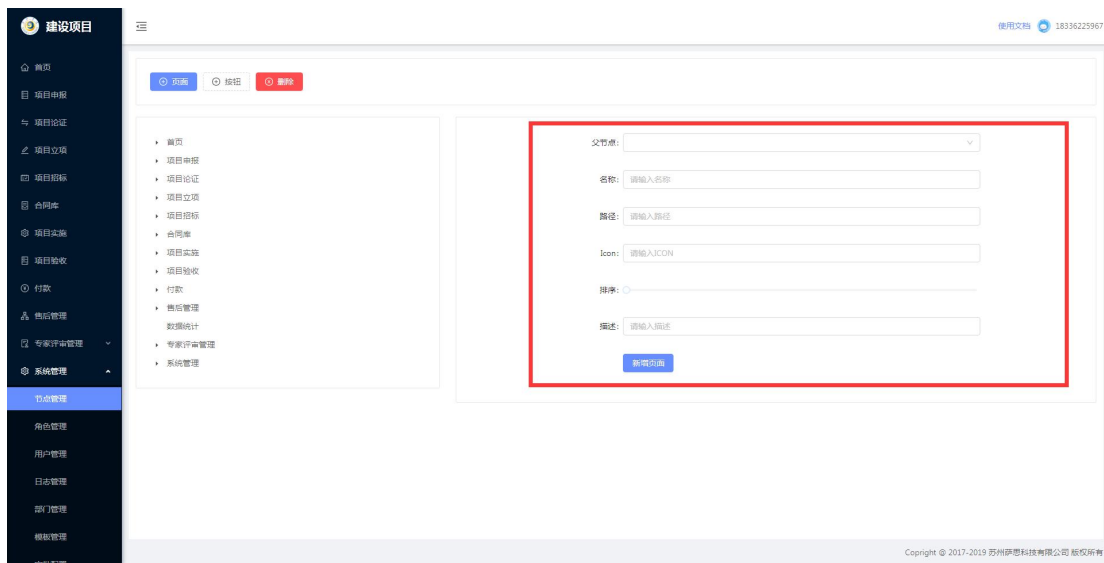 建设项目
使用文档
18336225967
首页
项目申报
项目论证
项目立项
项目招标
合同库
项目实施
项目验收
付款
售后管理
专家评审管理
系统管理
节点管理
角色管理
用户管理
日志管理
部门管理
模板管理
页面
按钮
删除
首页
项目申报
项目论证
项目立项
项目招标
合同库
项目实施
项目验收
付款
售后管理
数据统计
专家评审管理
系统管理
父节点:
名称: 请输入名称
路径: 请输入路径
Icon: 请输入ICON
排序:
描述: 请输入描述
新增页面
Copright @ 2017-2019 苏州萨思科技有限公司 版权所有